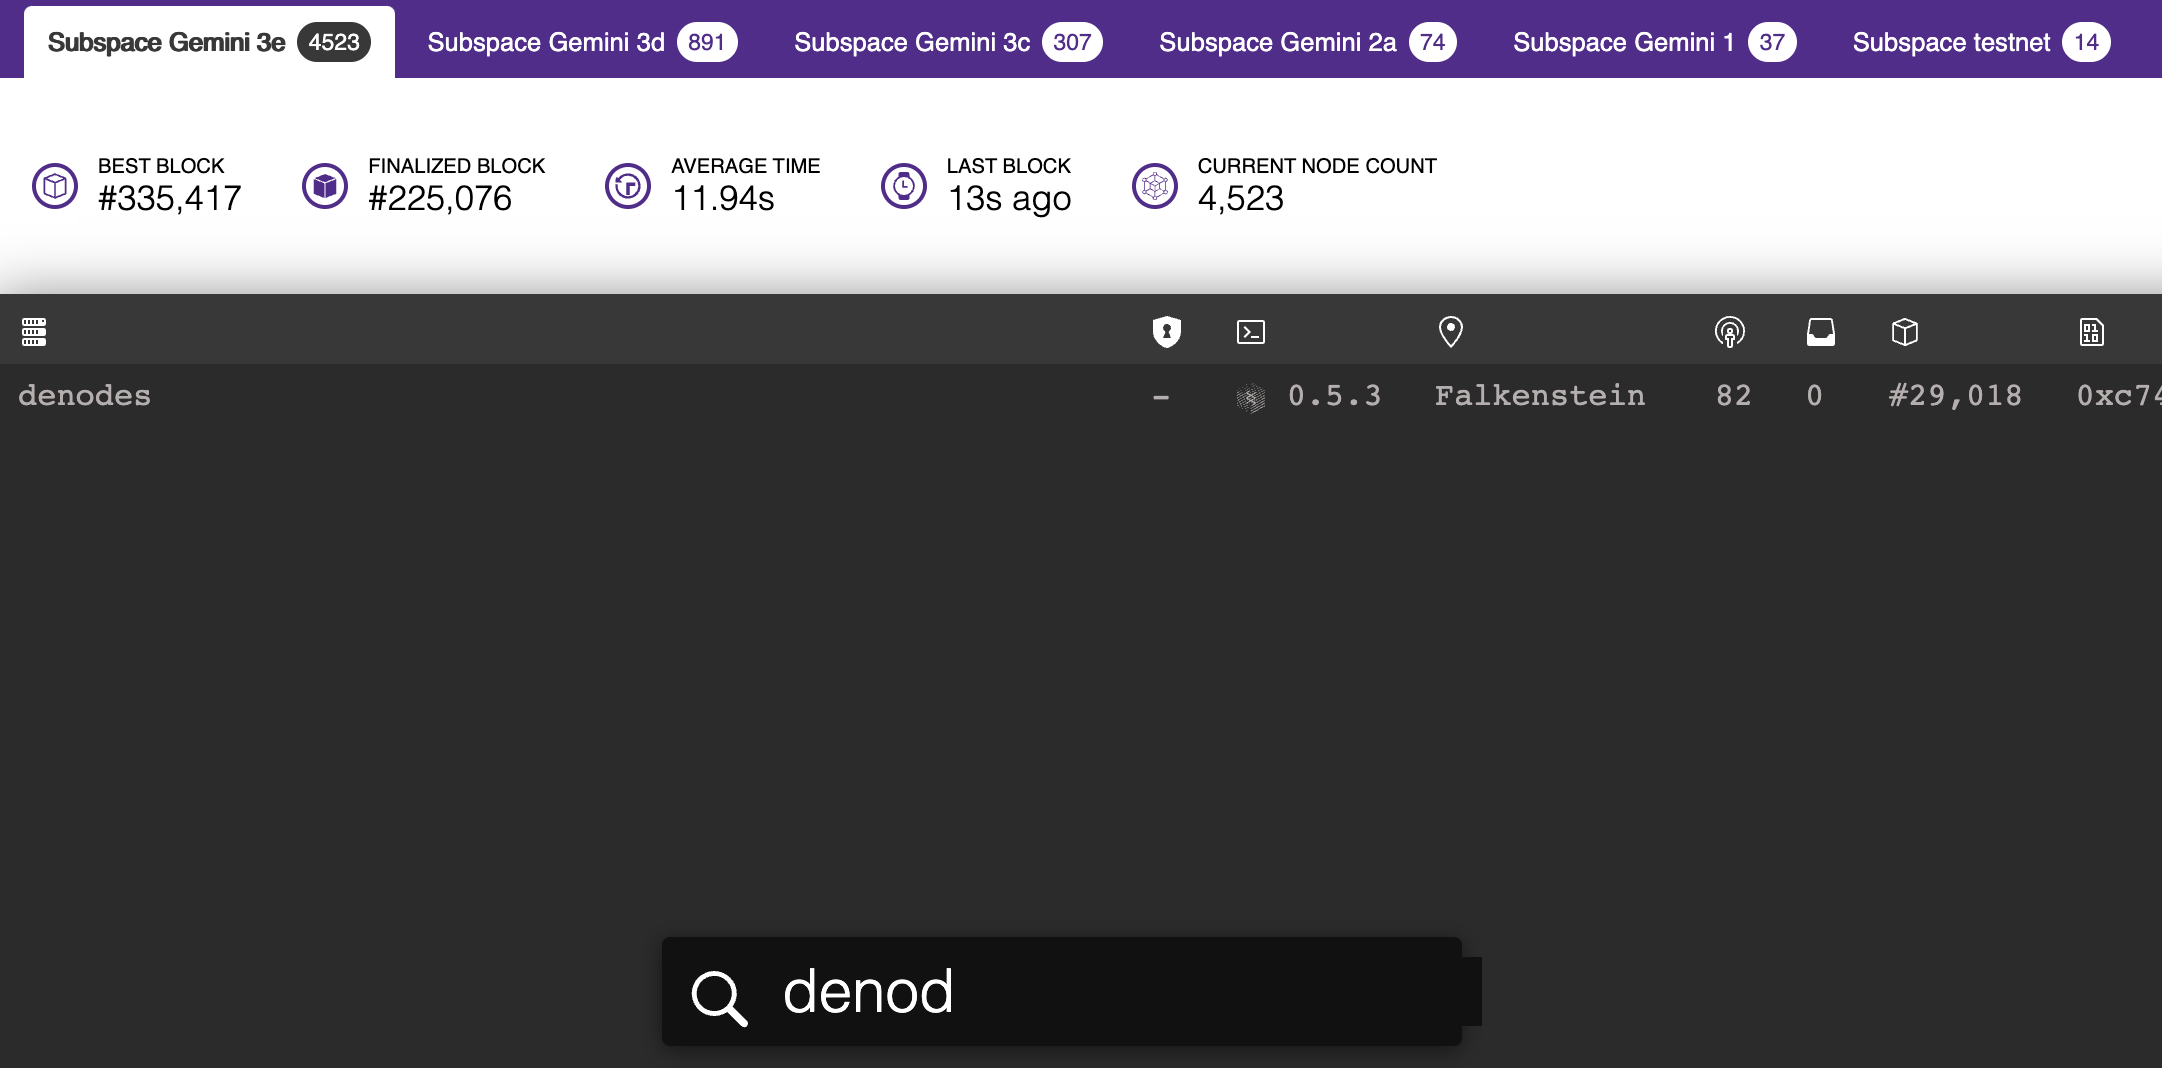 Subspace Gemini 3e 4523 Subspace Gemini 3d 891 Subspace Gemini 3c 307 Subspace Gemini 2a 74 Subspace Gemini 1 37 Subspace testnet 14
BEST BLOCK FINALIZED BLOCK AVERAGE TIME LAST BLOCK CURRENT NODE COUNT
#335,417 #225,076 11.94s 13s ago 4,523
denodes – 0.5.3 Falkenstein 82 0 #29,018 0xc74
denod